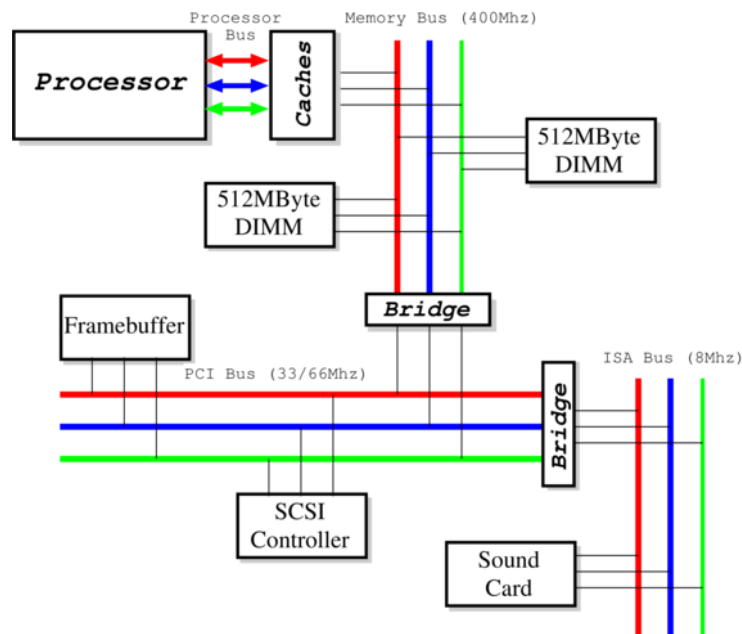 Processor
Bus
Memory Bus (400Mhz)
Processor
Caches
512MByte
DIMM
512MByte
DIMM
Bridge
Framebuffer
PCI Bus (33/66Mhz)
ISA Bus (8Mhz)
Bridge
SCSI
Controller
Sound
Card